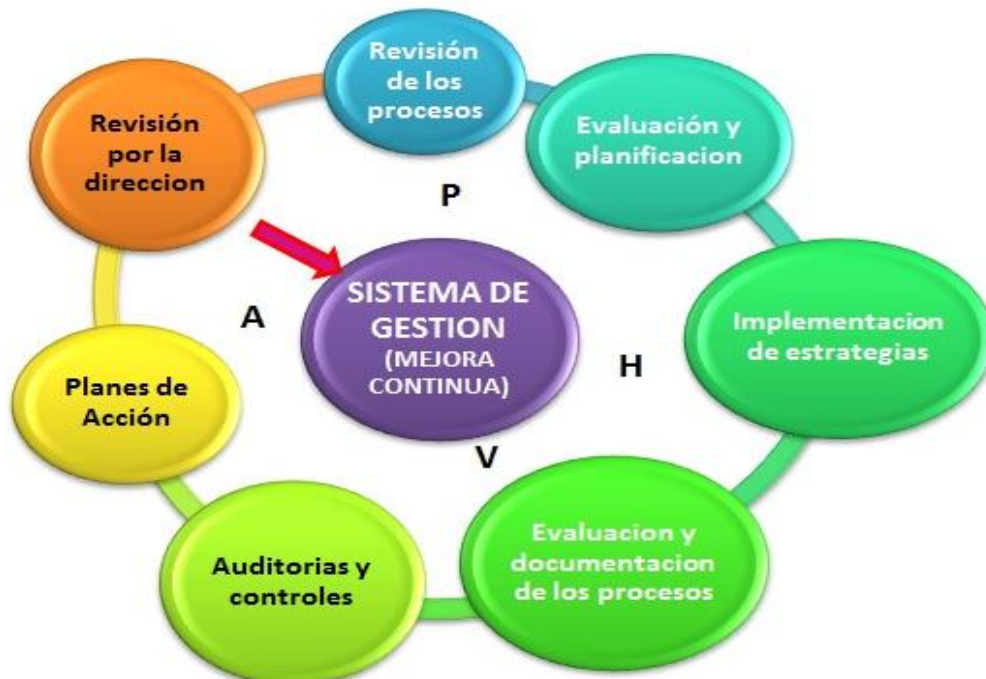 Revisión
de los
procesos
Evaluación y
planificacion
Implementacion
de estrategias
Evaluacion y
documentacion
de los procesos
Auditorias y
controles
Planes de
Acción
Revisión
por la
direccion
P
H
V
A
SISTEMA DE
GESTION
(MEJORA
CONTINUA)